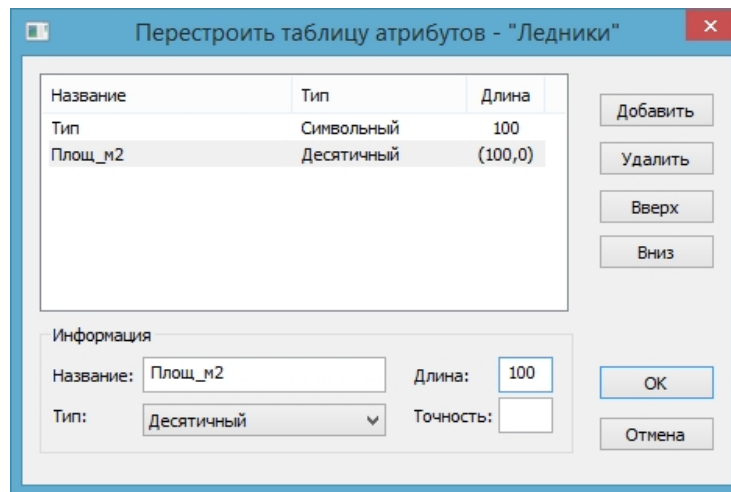 Перестроить таблицу атрибутов - "Ледники"
Название Тип Длина
Тип Символьный 100
Площ_м2 Десятичный (100,0)
Добавить
Удалить
Вверх
Вниз
Информация
Название: Площ_м2 Длина: 100
Тип: Десятичный Точность:
OK
Отмена